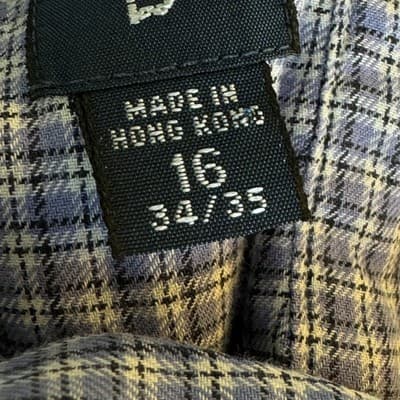 MADE IN
HONG KONG
16
34/35